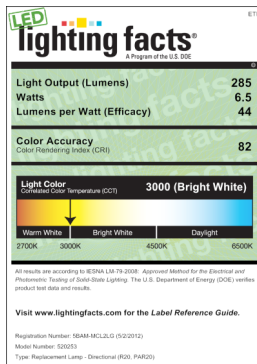 LED
lighting facts®
A Program of the U.S. DOE
Light Output (Lumens) 285
Watts 6.5
Lumens per Watt (Efficacy) 44
Color Accuracy
Color Rendering Index (CRI) 82
Light Color
Correlated Color Temperature (CCT) 3000 (Bright White)
Warm White Bright White Daylight
2700K 3000K 4500K 6500K
All results are according to IESNA LM-79-2008: Approved Method for the Electrical and
Photometric Testing of Solid-State Lighting. The U.S. Department of Energy (DOE) verifies
product test data and results.
Visit www.lightingfacts.com for the Label Reference Guide.
Registration Number: 5BAM-MCL2LG (5/2/2012)
Model Number: 520253
Type: Replacement Lamp - Directional (R20, PAR20)